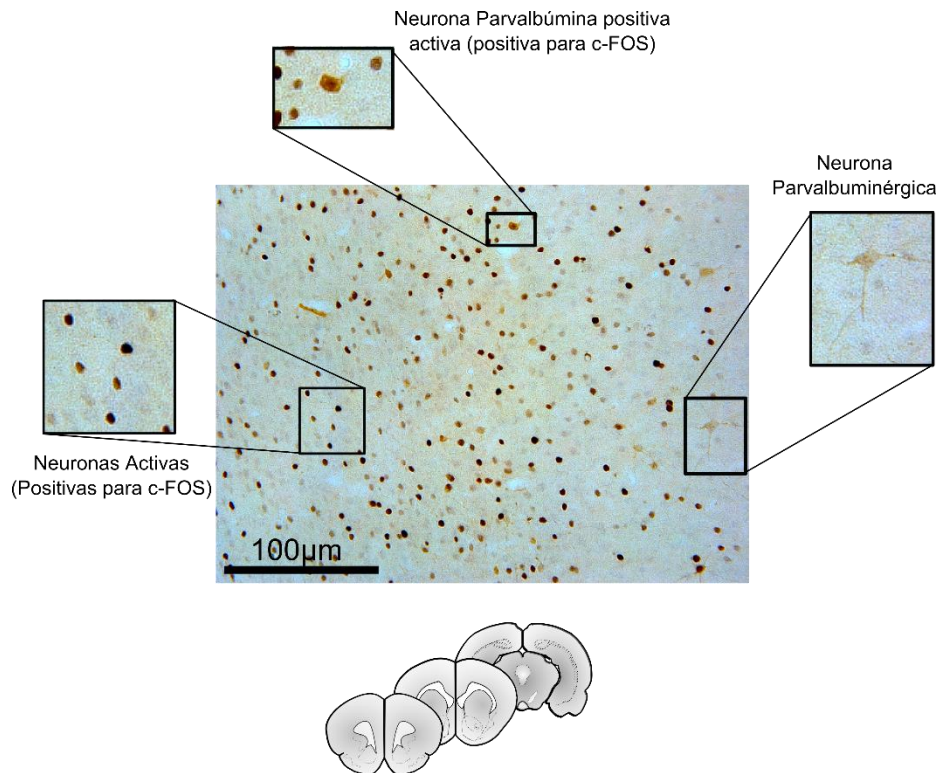 Neurona Parvalbúmina positiva
activa (positiva para c-FOS)
Neurona
Parvalbuminérgica
Neuronas Activas
(Positivas para c-FOS)
100µm